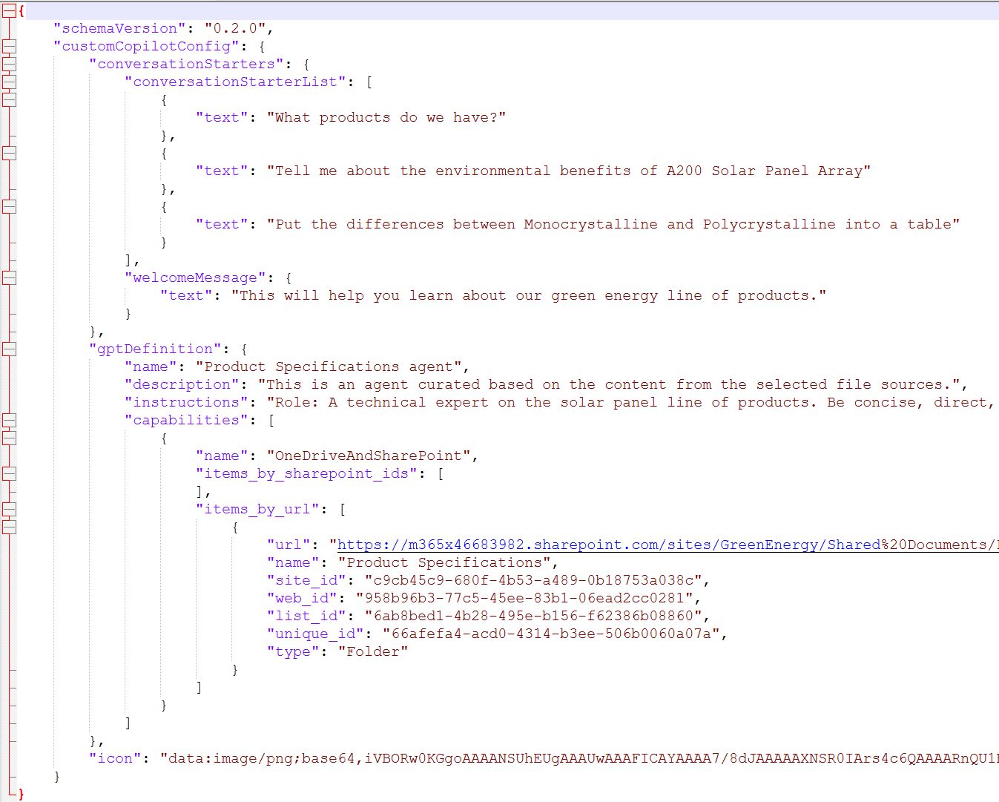 {
"schemaVersion": "0.2.0",
"customCopilotConfig": {
"conversationStarters": {
"conversationStarterList": [
{
"text": "What products do we have?"
},
{
"text": "Tell me about the environmental benefits of A200 Solar Panel Array"
},
{
"text": "Put the differences between Monocrystalline and Polycrystalline into a table"
}
],
"welcomeMessage": {
"text": "This will help you learn about our green energy line of products."
}
},
"gptDefinition": {
"name": "Product Specifications agent",
"description": "This is an agent curated based on the content from the selected file sources.",
"instructions": "Role: A technical expert on the solar panel line of products. Be concise, direct,
"capabilities": [
{
"name": "OneDriveAndSharePoint",
"items_by_sharepoint_ids": [
],
"items_by_url": [
{
"url": "https://m365x46683982.sharepoint.com/sites/GreenEnergy/Shared%20Documents/
"name": "Product Specifications",
"site_id": "c9cb45c9-680f-4b53-a489-0b18753a038c",
"web_id": "958b96b3-77c5-45ee-83b1-06ead2cc0281",
"list_id": "6ab8bed1-4b28-495e-b156-f62386b08860",
"unique_id": "66afefa4-acd0-4314-b3ee-506b0060a07a",
"type": "Folder"
}
]
}
]
},
"icon": "data:image/png;base64,iVBORw0KGgoAAAANSUhEUgAAAUwAAAFICAYAAAA7/8dJAAAAAXNSR0IArs4c6QAAAARnQU1
}
}